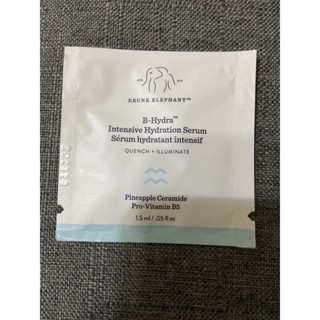 DRUNK ELEPHANT™
B-Hydra™
Intensive Hydration Serum
Sérum hydratant intensif
QUENCH + ILLUMINATE
Pineapple Ceramide
Pro-Vitamin B5
1.5 ml / .05 fl oz